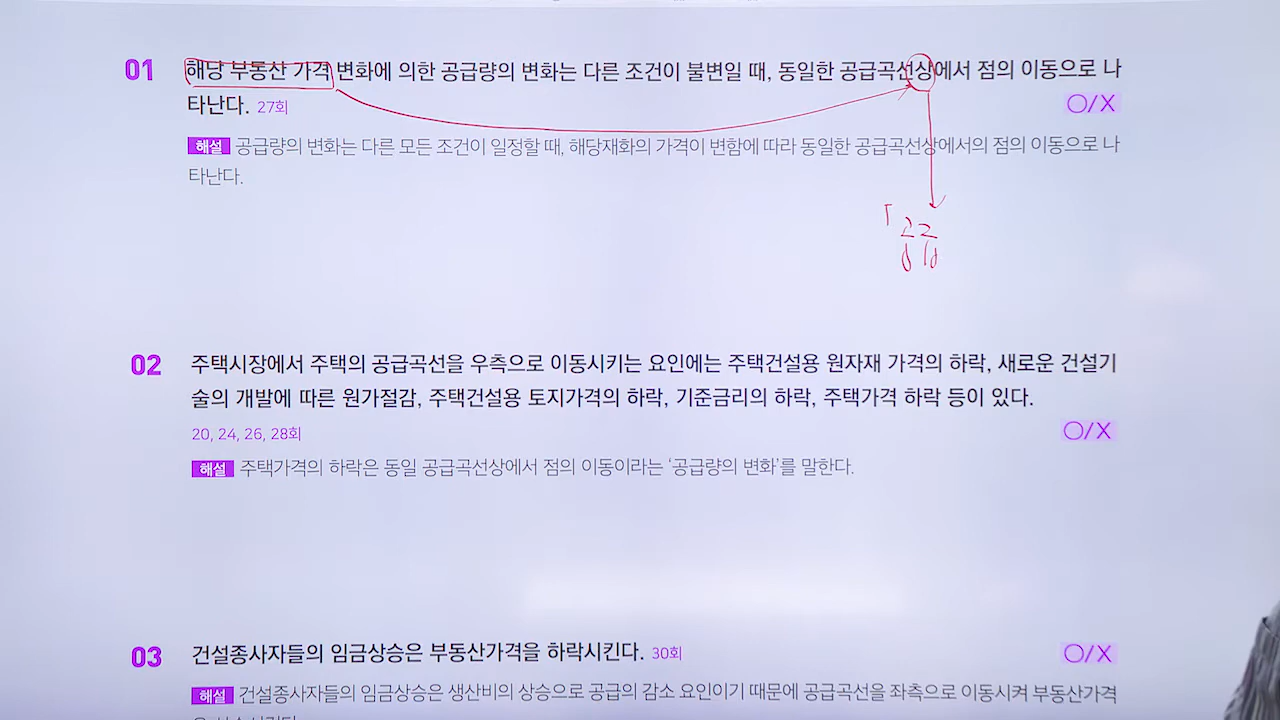 01 해당 부동산 가격 변화에 의한 공급량의 변화는 다른 조건이 불변일 때, 동일한 공급곡선상에서 점의 이동으로 나
타난다. 27회 O/X
해설 공급량의 변화는 다른 모든 조건이 일정할 때, 해당재화의 가격이 변함에 따라 동일한 공급곡선상에서의 점의 이동으로 나
타난다.
「공급
02 주택시장에서 주택의 공급곡선을 우측으로 이동시키는 요인에는 주택건설용 원자재 가격의 하락, 새로운 건설기
술의 개발에 따른 원가절감, 주택건설용 토지가격의 하락, 기준금리의 하락, 주택가격 하락 등이 있다.
20, 24, 26, 28회 O/X
해설 주택가격의 하락은 동일 공급곡선상에서 점의 이동이라는 ‘공급량의 변화’를 말한다.
03 건설종사자들의 임금상승은 부동산가격을 하락시킨다. 30회 O/X
해설 건설종사자들의 임금상승은 생산비의 상승으로 공급의 감소 요인이기 때문에 공급곡선을 좌측으로 이동시켜 부동산가격